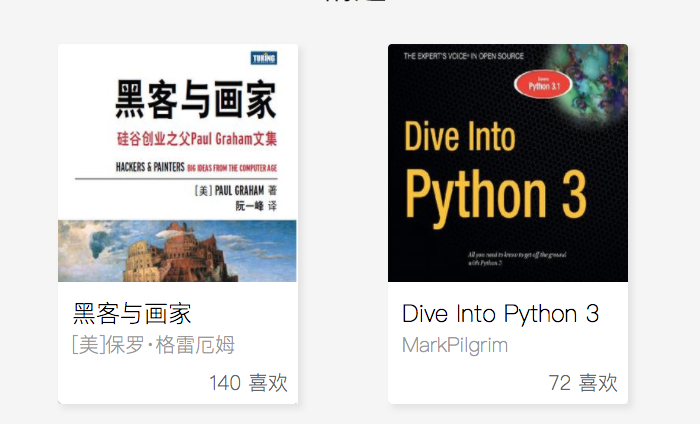 TURING
黑客与画家
硅谷创业之父Paul Graham文集
HACKERS & PAINTERS BIG IDEAS FROM THE COMPUTER AGE
[美] PAUL GRAHAM 著
阮一峰 译
黑客与画家
[美]保罗·格雷厄姆
140 喜欢
THE EXPERT'S VOICE® IN OPEN SOURCE
Covers
Python 3.1
Dive Into
Python 3
All you need to know to get off the ground
with Python 3
Dive Into Python 3
MarkPilgrim
72 喜欢